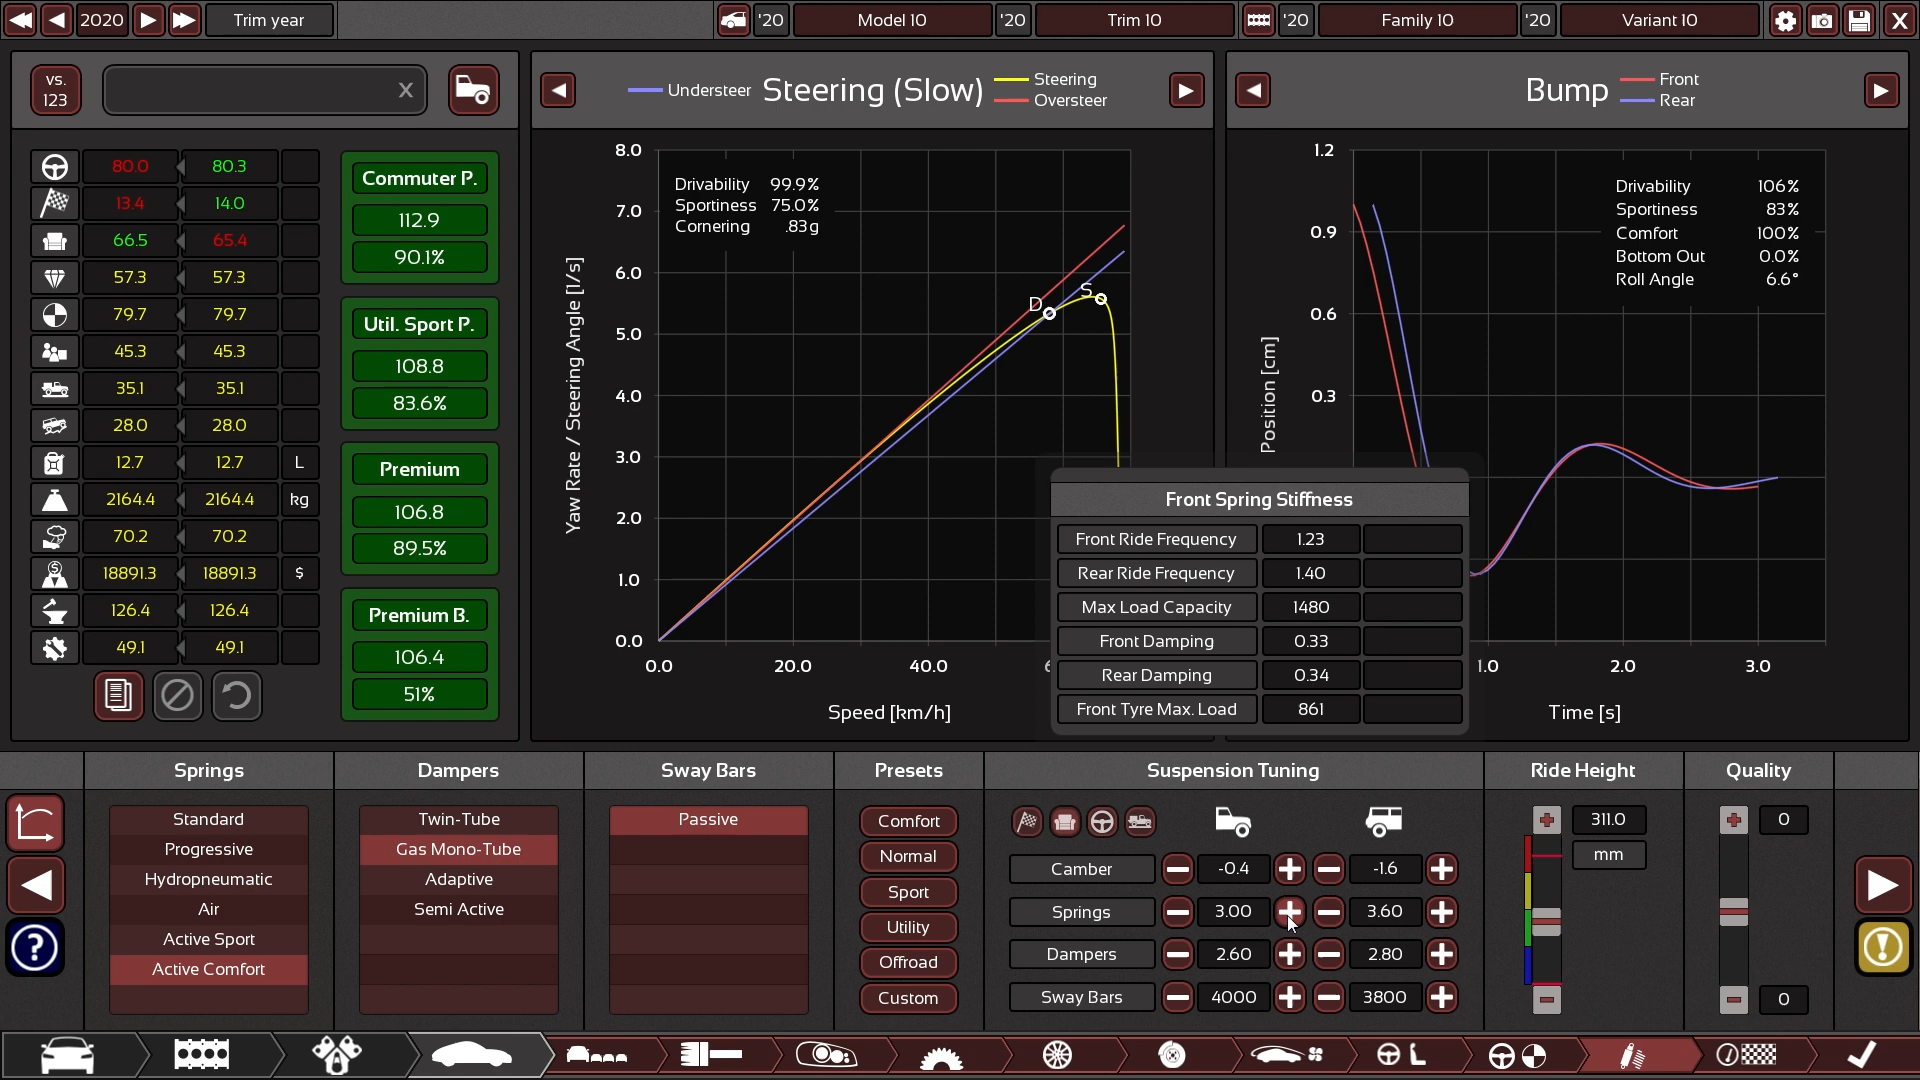 2020
Trim year
'20
Model 10
'20
Trim 10
'20
Family 10
'20
Variant 10
X
vs.
123
x
80.0 80.3
13.4 14.0
66.5 65.4
57.3 57.3
79.7 79.7
45.3 45.3
35.1 35.1
28.0 28.0
12.7 12.7 L
2164.4 2164.4 kg
70.2 70.2
18891.3 18891.3 $
126.4 126.4
49.1 49.1
Commuter P.
112.9
90.1%
Util. Sport P.
108.8
83.6%
Premium
106.8
89.5%
Premium B.
106.4
51%
Understeer
Steering (Slow)
Steering
Oversteer
8.0
7.0
6.0
5.0
4.0
3.0
2.0
1.0
0.0
Drivability 99.9%
Sportiness 75.0%
Cornering .83g
D
S
Yaw Rate / Steering Angle [1/s]
0.0 20.0 40.0
Speed [km/h]
Bump
Front
Rear
1.2
0.9
0.6
0.3
Drivability 106%
Sportiness 83%
Comfort 100%
Bottom Out 0.0%
Roll Angle 6.6°
Position [cm]
1.0 2.0 3.0
Time [s]
Front Spring Stiffness
Front Ride Frequency 1.23
Rear Ride Frequency 1.40
Max Load Capacity 1480
Front Damping 0.33
Rear Damping 0.34
Front Tyre Max. Load 861
Springs
Standard
Progressive
Hydropneumatic
Air
Active Sport
Active Comfort
Dampers
Twin-Tube
Gas Mono-Tube
Adaptive
Semi Active
Sway Bars
Passive
Presets
Comfort
Normal
Sport
Utility
Offroad
Custom
Suspension Tuning
Camber -0.4 -1.6
Springs 3.00 3.60
Dampers 2.60 2.80
Sway Bars 4000 3800
Ride Height
311.0
mm
Quality
0
0
?